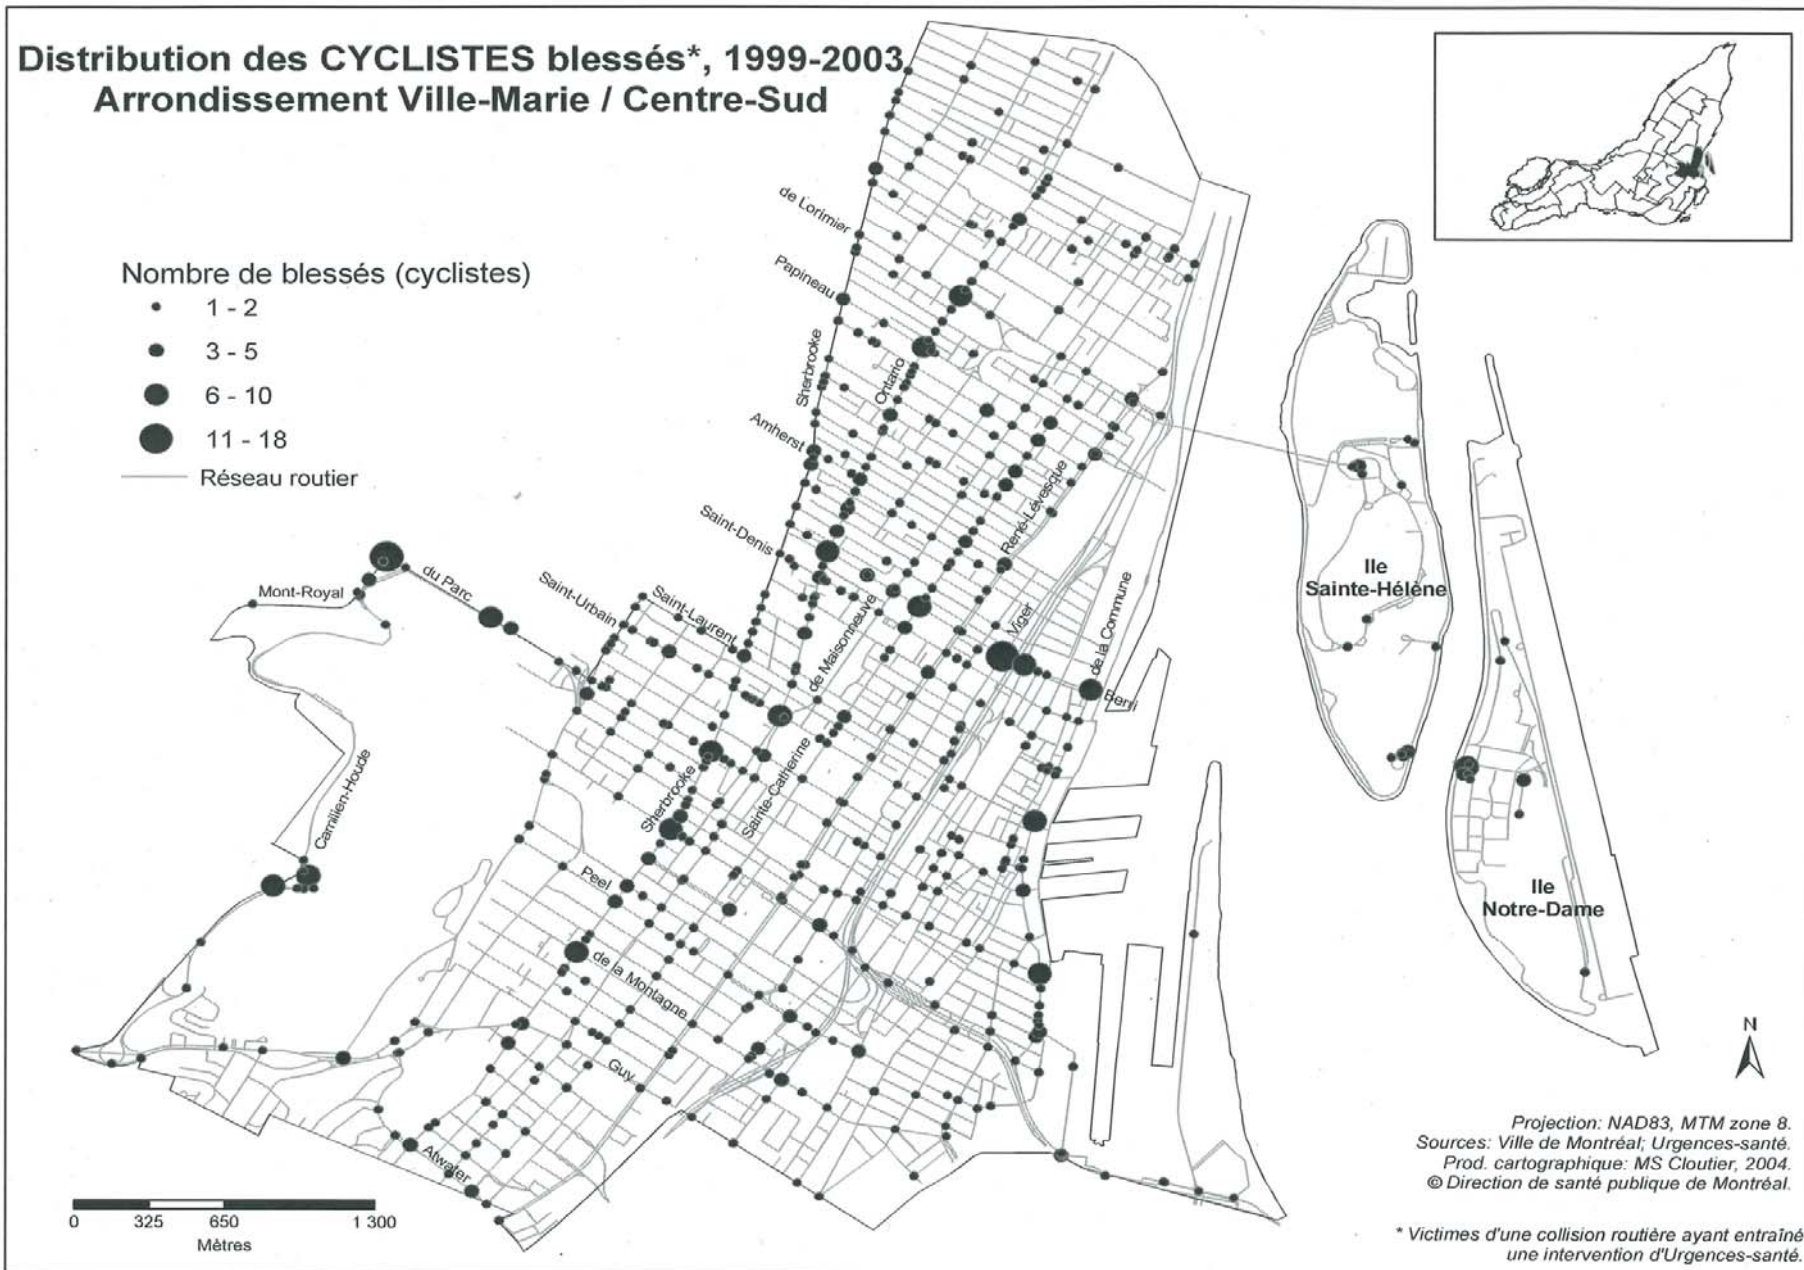 Distribution des CYCLISTES blessés*, 1999-2003
Arrondissement Ville-Marie / Centre-Sud
Nombre de blessés (cyclistes)
1 - 2
3 - 5
6 - 10
11 - 18
Réseau routier
de Lorimier
Papineau
Sherbrooke
Ontario
Amherst
Saint-Denis
René-Lévesque
Mont-Royal
du Parc
Saint-Urbain
Saint-Laurent
de Maisonneuve
Viger
de la Commune
Berri
Camilien-Houde
Sherbrooke
Sainte-Catherine
Peel
de la Montagne
Guy
Atwater
Ile
Sainte-Hélène
Ile
Notre-Dame
N
0 325 650 1 300
Mètres
Projection: NAD83, MTM zone 8.
Sources: Ville de Montréal; Urgences-santé.
Prod. cartographique: MS Cloutier, 2004.
© Direction de santé publique de Montréal.
* Victimes d'une collision routière ayant entraîné
une intervention d'Urgences-santé.